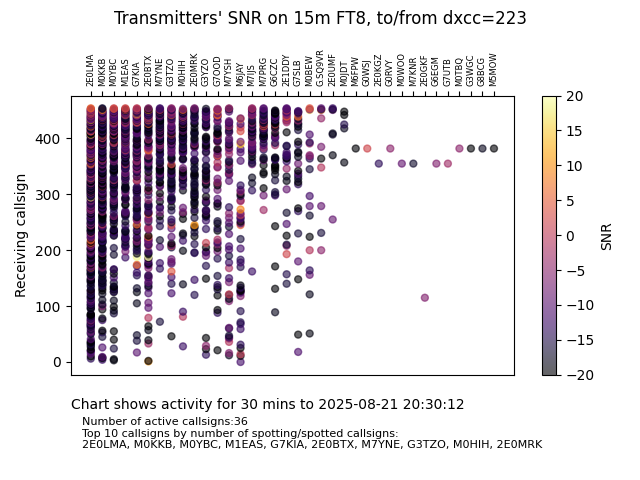 Transmitters' SNR on 15m FT8, to/from dxcc=223
2E0LMA M0KKB M0YBC M1EAS G7KIA 2E0BTX M7YNE G3TZO M0HIH 2E0MRK G3YZO G7OOD M7YSH M6JAY M7IJS M7PRG G6CZC 2E1DDY G7SLB M0BEW G.SQ9VR 2E0UMF M0JDT M6FPW G0WSJ 2E0KGZ G0RVY M0WOO M7KNR 2E0GKF G6EGM G7UTB M0TBQ G3WGC G8BCG M5MOW
400
300
200
100
0
Receiving callsign
20
15
10
5
0
−5
−10
−15
−20
SNR
Chart shows activity for 30 mins to 2025-08-21 20:30:12
Number of active callsigns:36
Top 10 callsigns by number of spotting/spotted callsigns:
2E0LMA, M0KKB, M0YBC, M1EAS, G7KIA, 2E0BTX, M7YNE, G3TZO, M0HIH, 2E0MRK